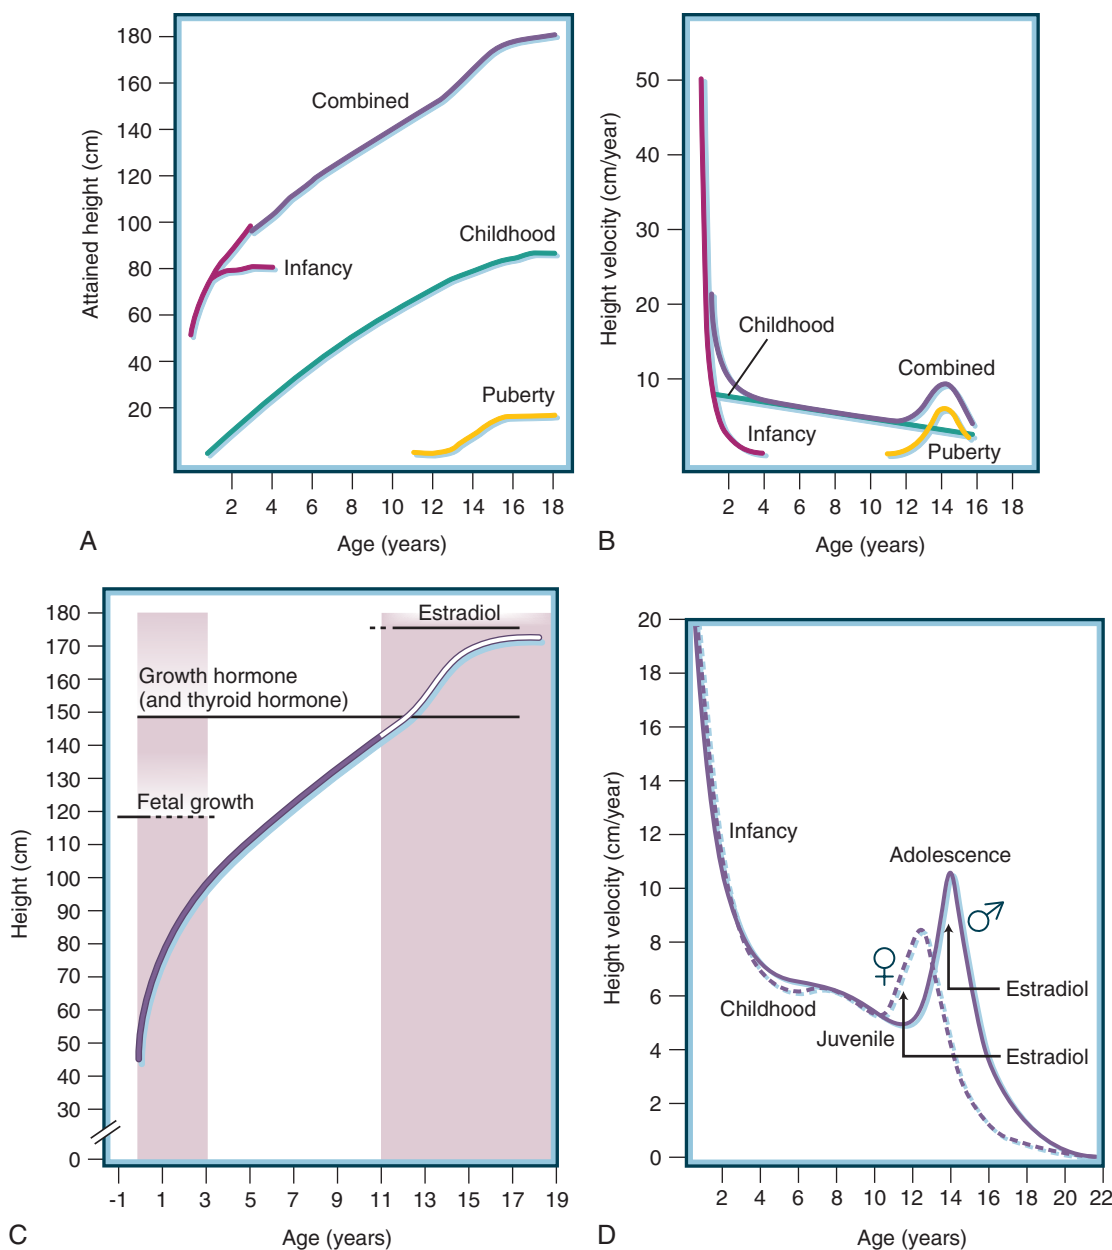 180
160
140
120
100
80
60
40
20
Attained height (cm)
Combined
Childhood
Infancy
Puberty
2 4 6 8 10 12 14 16 18
Age (years)
A
50
40
30
20
10
Height velocity (cm/year)
Childhood
Combined
Infancy
Puberty
2 4 6 8 10 12 14 16 18
Age (years)
B
180
170
160
150
140
130
120
110
100
90
80
70
60
50
40
30
0
Height (cm)
Estradiol
Growth hormone
(and thyroid hormone)
Fetal growth
-1 1 3 5 7 9 11 13 15 17 19
Age (years)
C
20
18
16
14
12
10
8
6
4
2
0
Height velocity (cm/year)
Infancy
Adolescence
♂
♀
Estradiol
Childhood
Juvenile
Estradiol
2 4 6 8 10 12 14 16 18 20 22
Age (years)
D